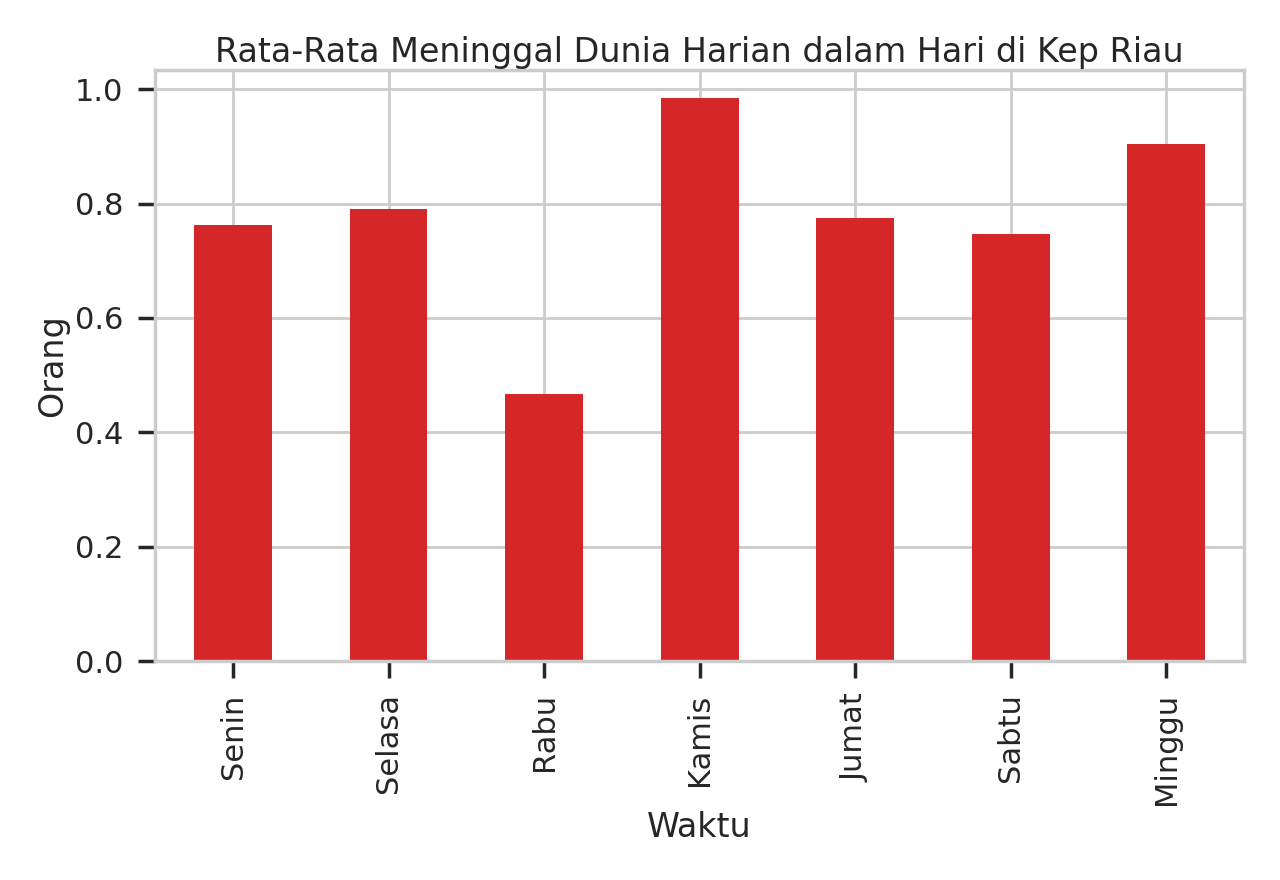 Rata-Rata Meninggal Dunia Harian dalam Hari di Kep Riau
1.0
0.8
0.6
0.4
0.2
0.0
Orang
Senin
Selasa
Rabu
Kamis
Jumat
Sabtu
Minggu
Waktu